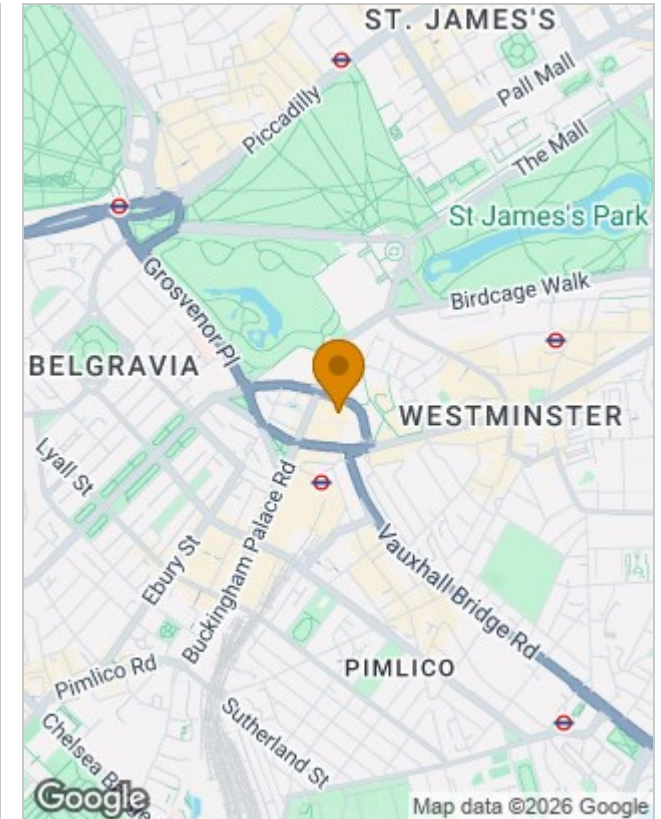 ST. JAMES'S
Pall Mall
Piccadilly
The Mall
St James's Park
Grosvenor Pl
Birdcage Walk
BELGRAVIA
WESTMINSTER
Lyall St
Buckingham Palace Rd
Ebury St
Vauxhall Bridge Rd
PIMLICO
Pimlico Rd
Sutherland St
Chelsea Bridge
Google
Map data ©2026 Google